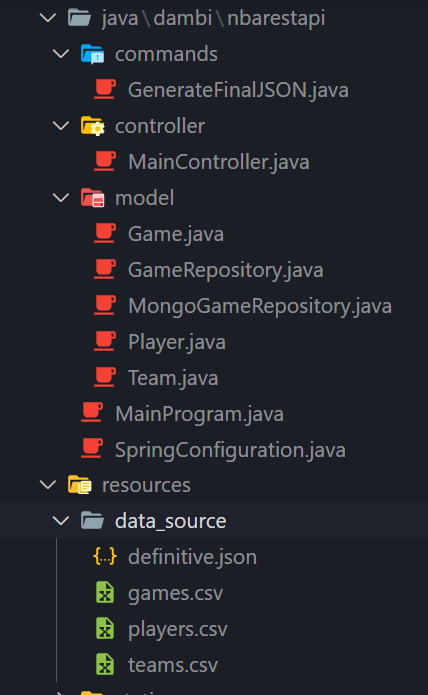 java\dambi\nbarestapi
commands
GenerateFinalJSON.java
controller
MainController.java
model
Game.java
GameRepository.java
MongoGameRepository.java
Player.java
Team.java
MainProgram.java
SpringConfiguration.java
resources
data_source
{..} definitive.json
games.csv
players.csv
teams.csv